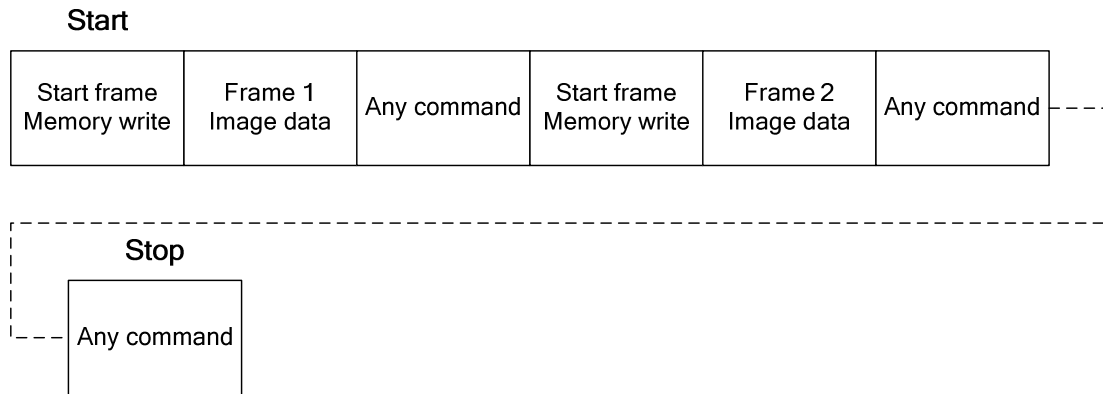 Start
Start frame
Memory write
Frame 1
Image data
Any command
Start frame
Memory write
Frame 2
Image data
Any command
Stop
Any command